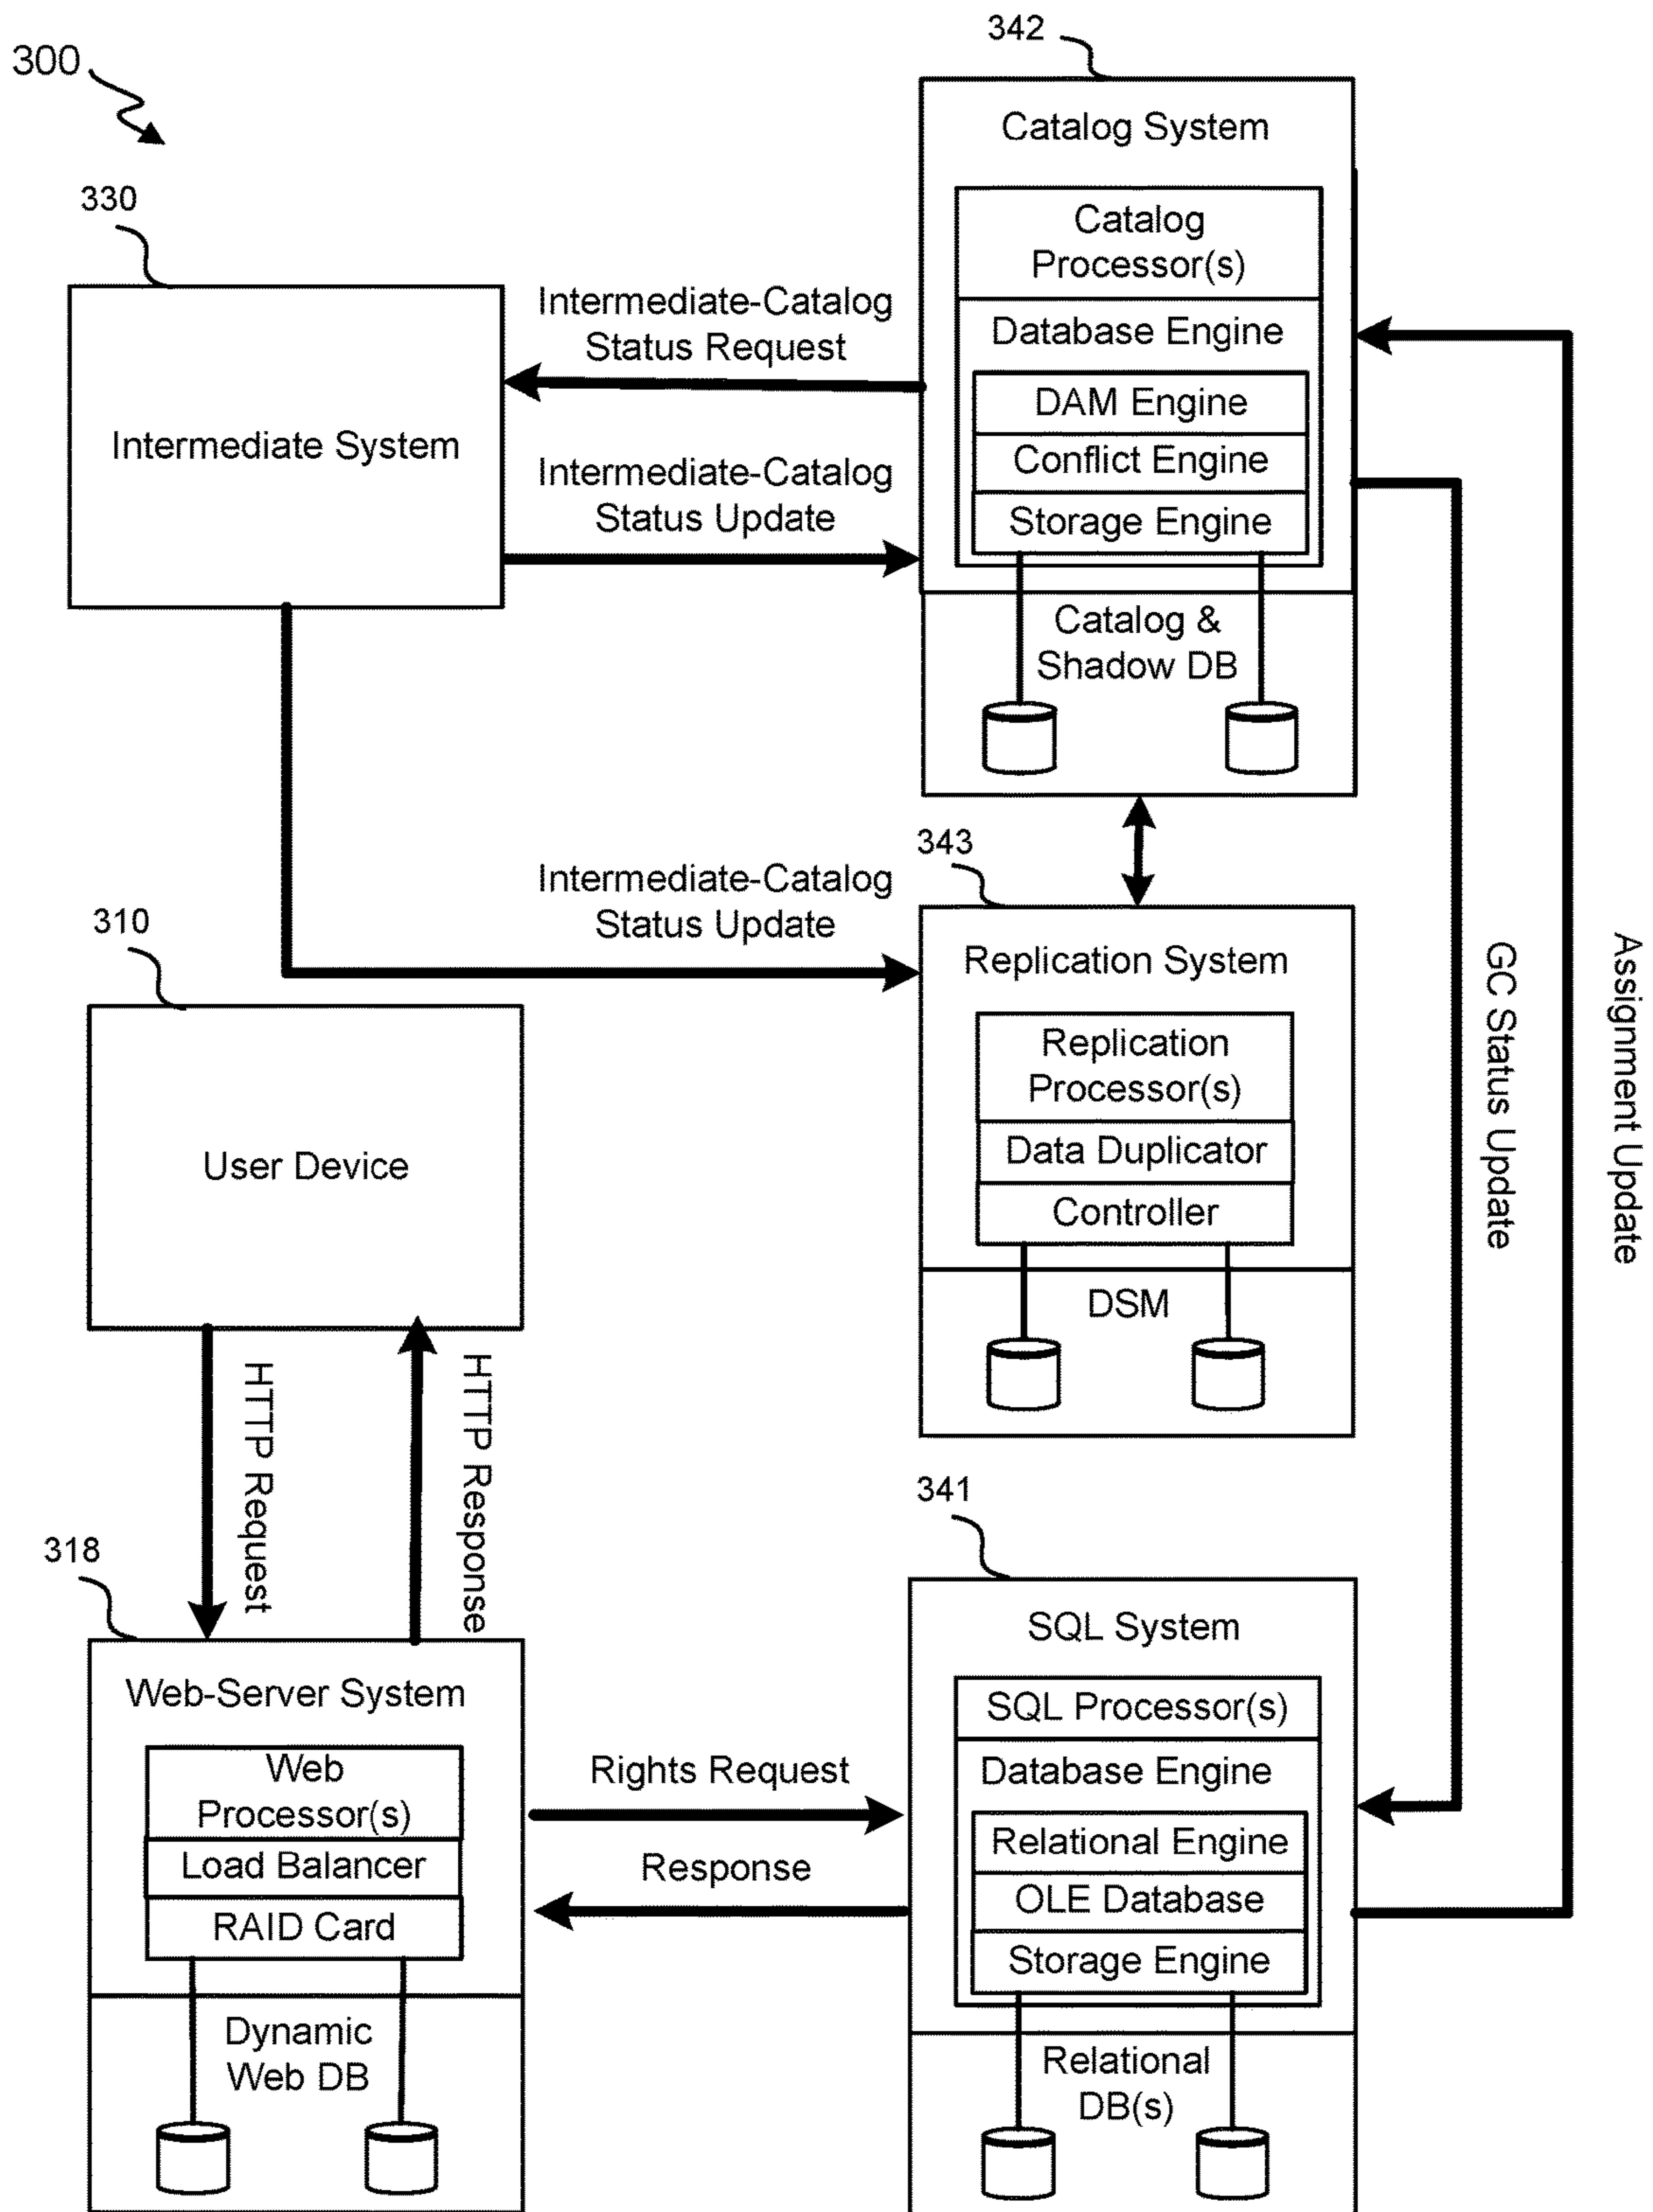 300
342
Catalog System
Catalog
Processor(s)
Database Engine
DAM Engine
Conflict Engine
Storage Engine
Catalog &
Shadow DB
330
Intermediate System
Intermediate-Catalog
Status Request
Intermediate-Catalog
Status Update
Intermediate-Catalog
Status Update
343
Replication System
Replication
Processor(s)
Data Duplicator
Controller
DSM
GC Status Update
Assignment Update
310
User Device
HTTP Request
HTTP Response
318
Web-Server System
Web
Processor(s)
Load Balancer
RAID Card
Dynamic
Web DB
Rights Request
Response
341
SQL System
SQL Processor(s)
Database Engine
Relational Engine
OLE Database
Storage Engine
Relational
DB(s)